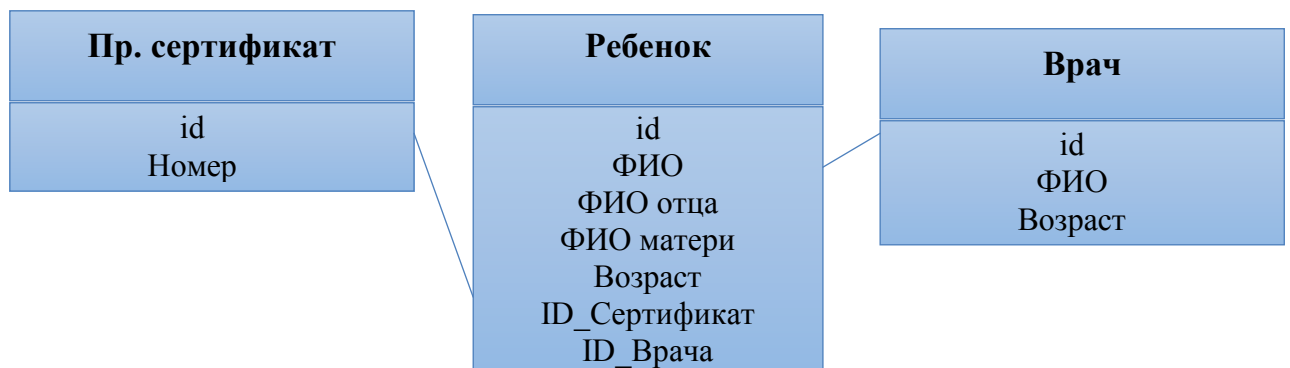 Пр. сертификат
id
Номер
Ребенок
id
ФИО
ФИО отца
ФИО матери
Возраст
ID_Сертификат
ID_Врача
Врач
id
ФИО
Возраст